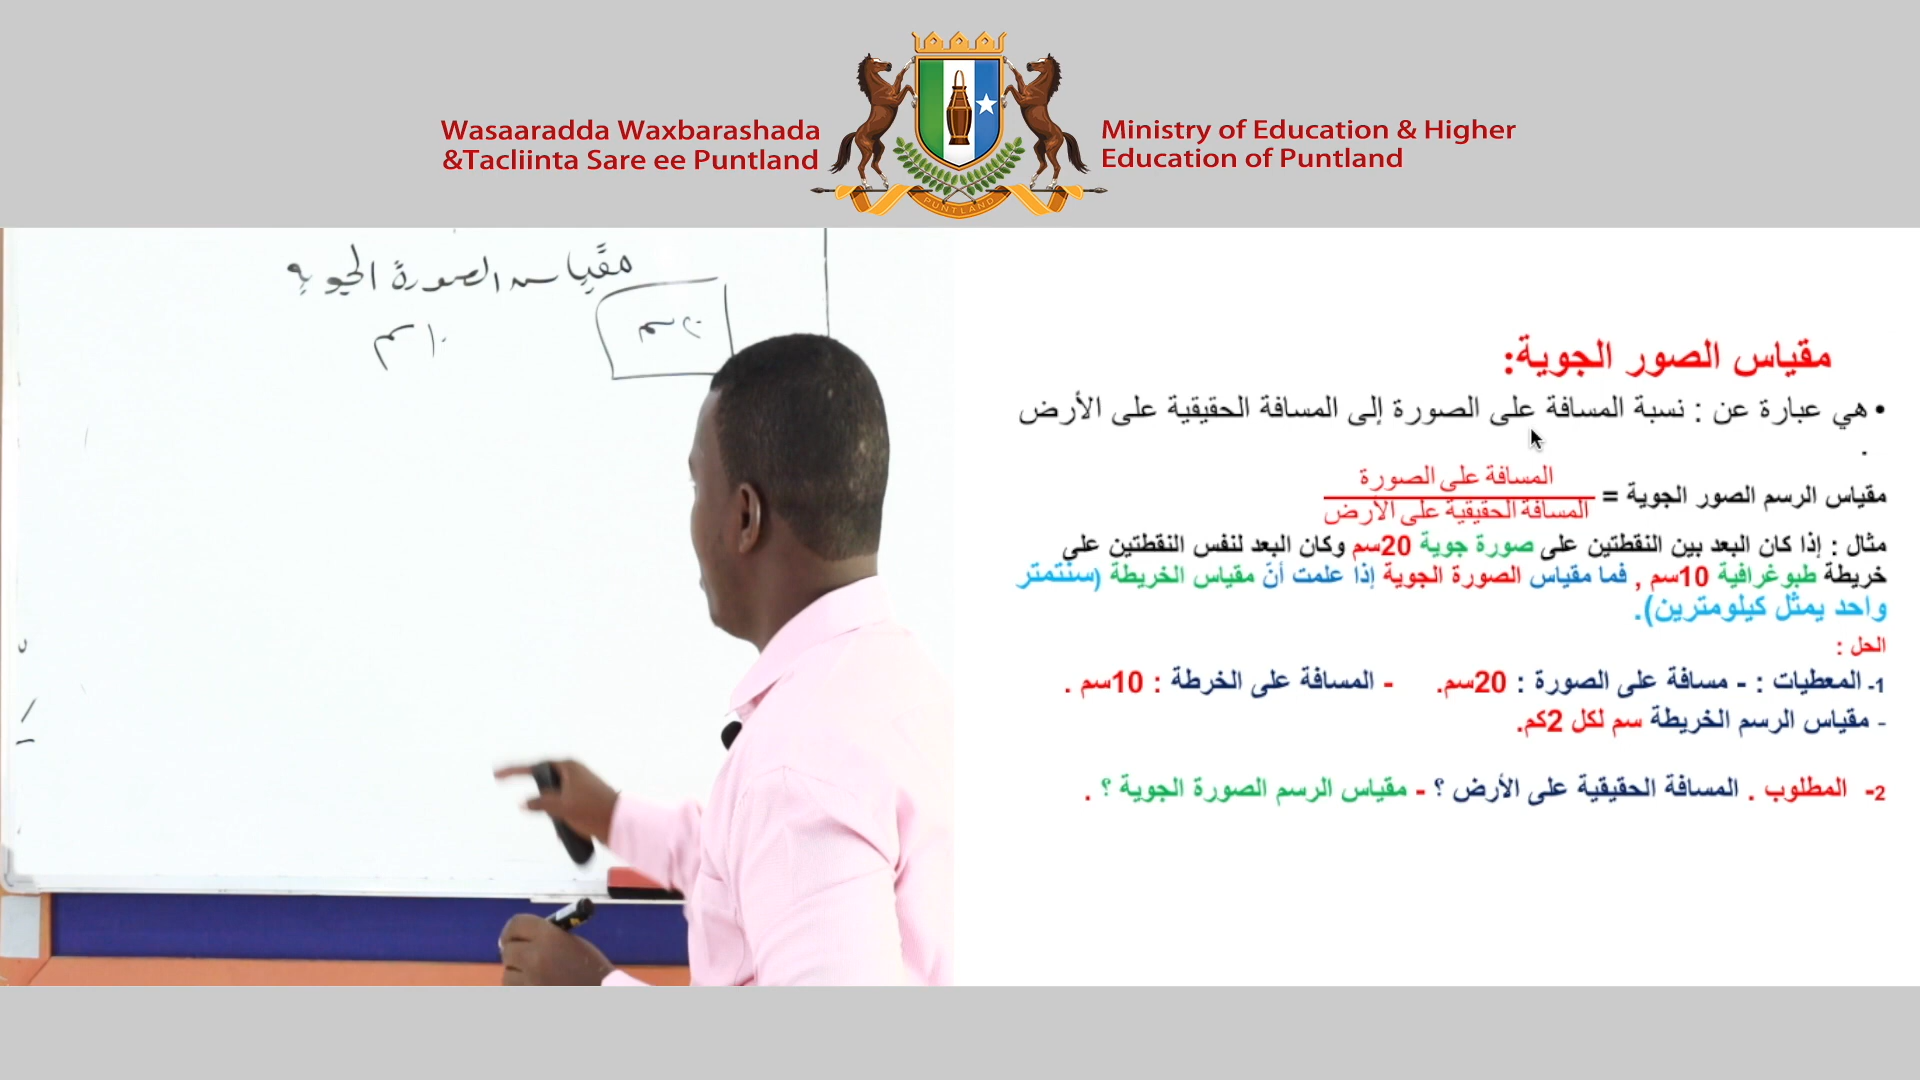 Wasaaradda Waxbarashada
&Tacliinta Sare ee Puntland
PUNTLAND
Ministry of Education & Higher
Education of Puntland
مقياس الصورة الجوية
مقياس الصور الجوية:
• هي عبارة عن : نسبة المسافة على الصورة إلى المسافة الحقيقية على الأرض
.
مقياس الرسم الصور الجوية = المسافة على الصورة
المسافة الحقيقية على الأرض
مثال : إذا كان البعد بين النقطتين على صورة جوية 20سم وكان البعد لنفس النقطتين على
خريطة طبوغرافية 10سم , فما مقياس الصورة الجوية إذا علمت أنّ مقياس الخريطة (سنتمتر
واحد يمثل كيلومترين).
الحل :
1- المعطيات : - مسافة على الصورة : 20سم. - المسافة على الخرطة : 10سم .
- مقياس الرسم الخريطة سم لكل 2كم.
2- المطلوب . المسافة الحقيقية على الأرض ؟ - مقياس الرسم الصورة الجوية ؟ .